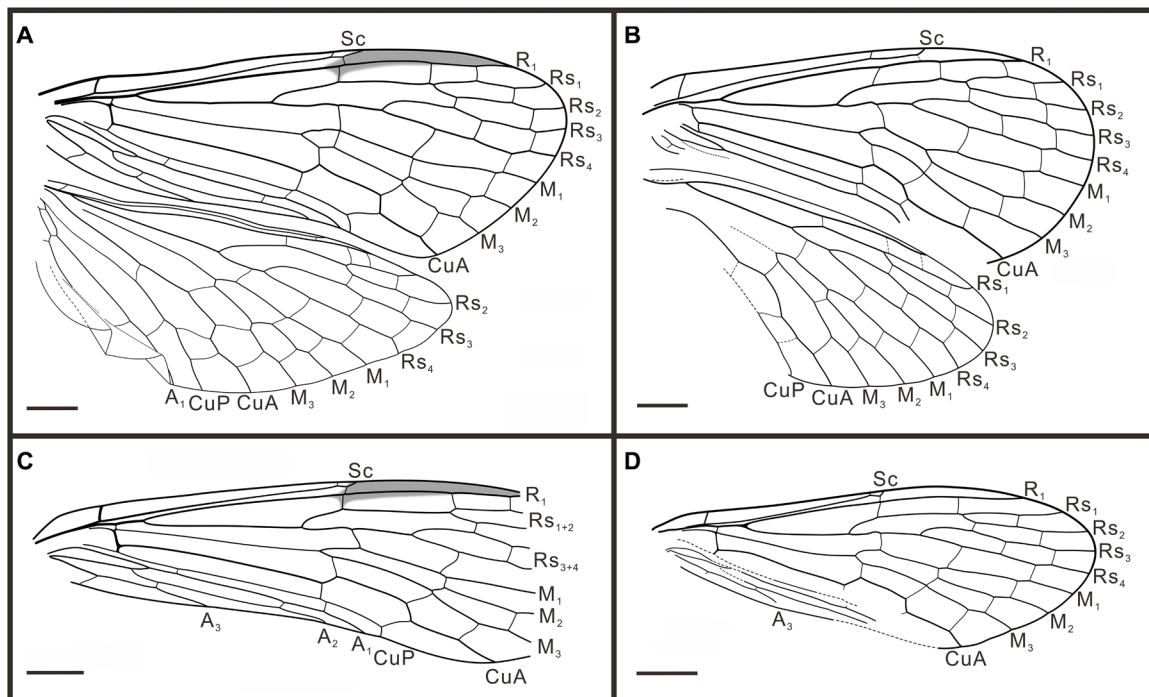 A
Sc
R₁
Rs₁
Rs₂
Rs₃
Rs₄
M₁
M₂
M₃
CuA
Rs₂
Rs₃
Rs₄
M₁
M₂
M₃
CuA
CuP
A₁
B
Sc
R₁
Rs₁
Rs₂
Rs₃
Rs₄
M₁
M₂
M₃
CuA
Rs₁
Rs₂
Rs₃
Rs₄
M₁
M₂
M₃
CuA
CuP
C
Sc
R₁
Rs₁₊₂
Rs₃₊₄
M₁
M₂
M₃
CuA
CuP
A₁
A₂
A₃
D
Sc
R₁
Rs₁
Rs₂
Rs₃
Rs₄
M₁
M₂
M₃
CuA
A₃